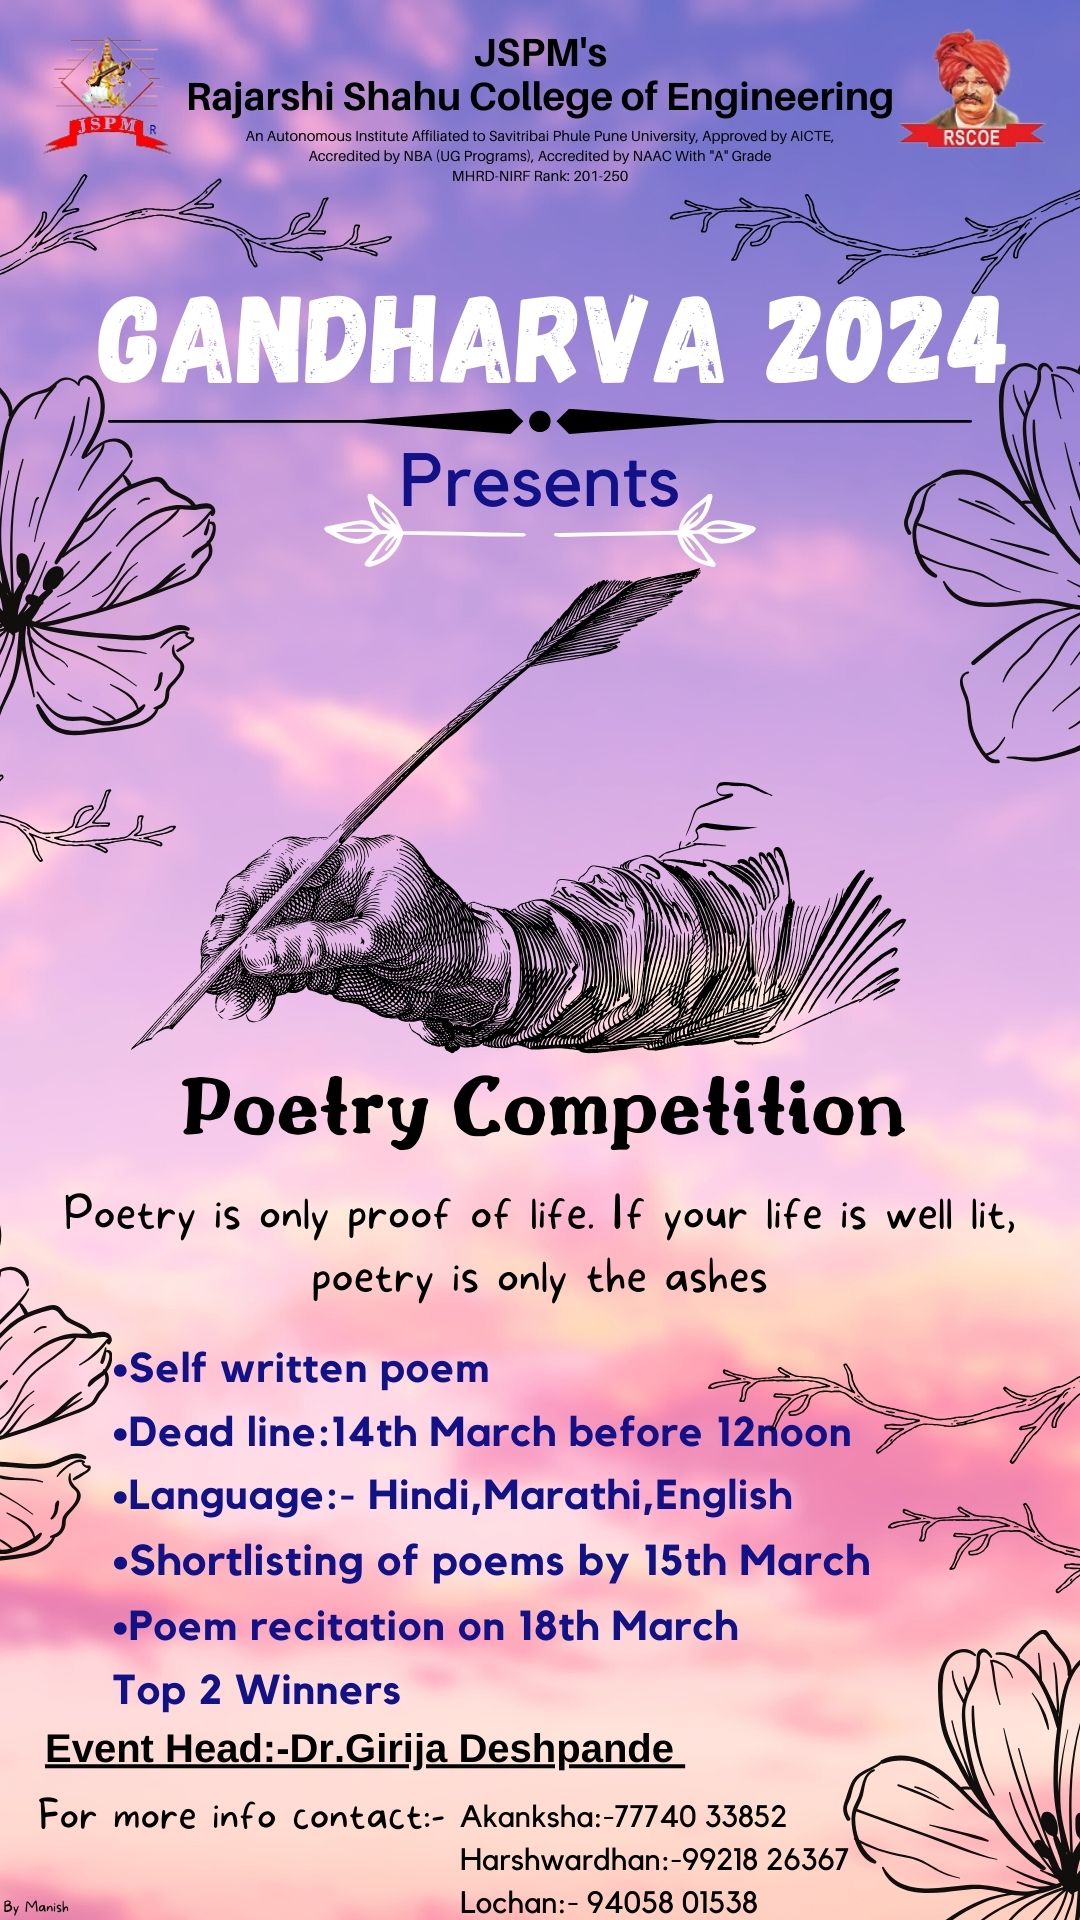 JSPM's
Rajarshi Shahu College of Engineering
An Autonomous Institute Affiliated to Savitribai Phule Pune University, Approved by AICTE,
Accredited by NBA (UG Programs), Accredited by NAAC With "A" Grade
MHRD-NIRF Rank: 201-250
JSPM R
RSCOE
GANDHARVA 2024
Presents
Poetry Competition
Poetry is only proof of life. If your life is well lit,
poetry is only the ashes
•Self written poem
•Dead line:14th March before 12noon
•Language:- Hindi,Marathi,English
•Shortlisting of poems by 15th March
•Poem recitation on 18th March
Top 2 Winners
Event Head:-Dr.Girija Deshpande
For more info contact:- Akanksha:-77740 33852
Harshwardhan:-99218 26367
Lochan:- 94058 01538
By Manish